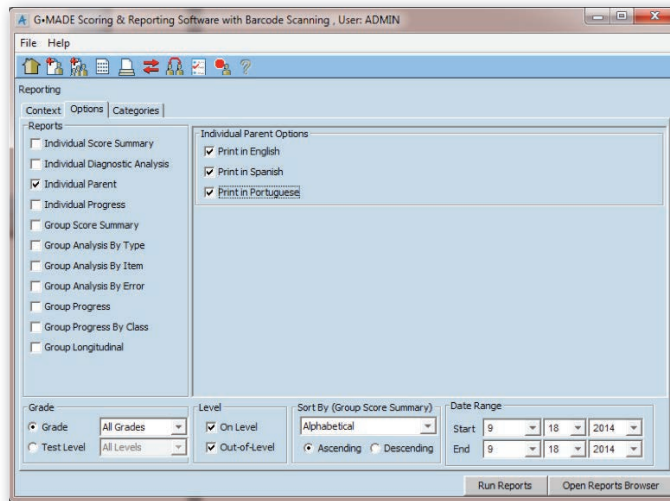 G•MADE Scoring & Reporting Software with Barcode Scanning , User: ADMIN
File Help
Reporting
Context Options Categories
Reports
Individual Score Summary
Individual Diagnostic Analysis
Individual Parent
Individual Progress
Group Score Summary
Group Analysis By Type
Group Analysis By Item
Group Analysis By Error
Group Progress
Group Progress By Class
Group Longitudinal
Individual Parent Options
Print in English
Print in Spanish
Print in Portuguese
Grade
Grade All Grades
Test Level All Levels
Level
On Level
Out-of-Level
Sort By (Group Score Summary)
Alphabetical
Ascending Descending
Date Range
Start 9 18 2014
End 9 18 2014
Run Reports Open Reports Browser